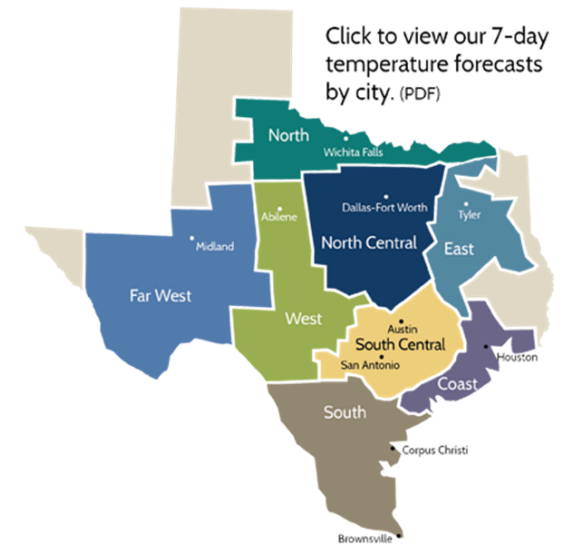 Click to view our 7-day
temperature forecasts
by city. (PDF)
North
Wichita Falls
Abilene
Dallas-Fort Worth
Tyler
Midland
North Central
East
Far West
West
Austin
South Central
San Antonio
Houston
Coast
South
Corpus Christi
Brownsville